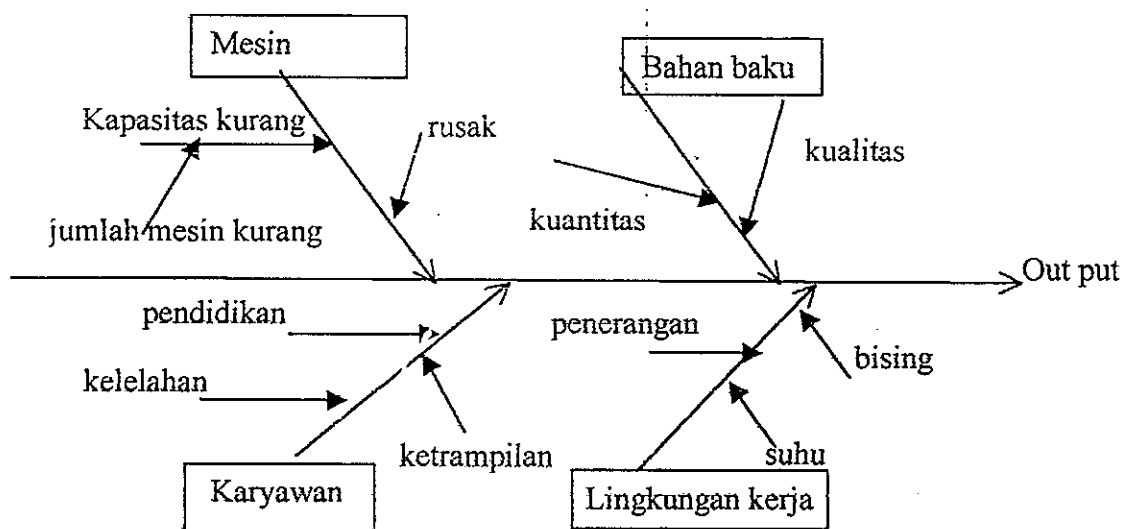 Mesin
Bahan baku
Kapasitas kurang
rusak
kualitas
jumlah mesin kurang
kuantitas
Out put
pendidikan
penerangan
bising
kelelahan
ketrampilan
suhu
Karyawan
Lingkungan kerja